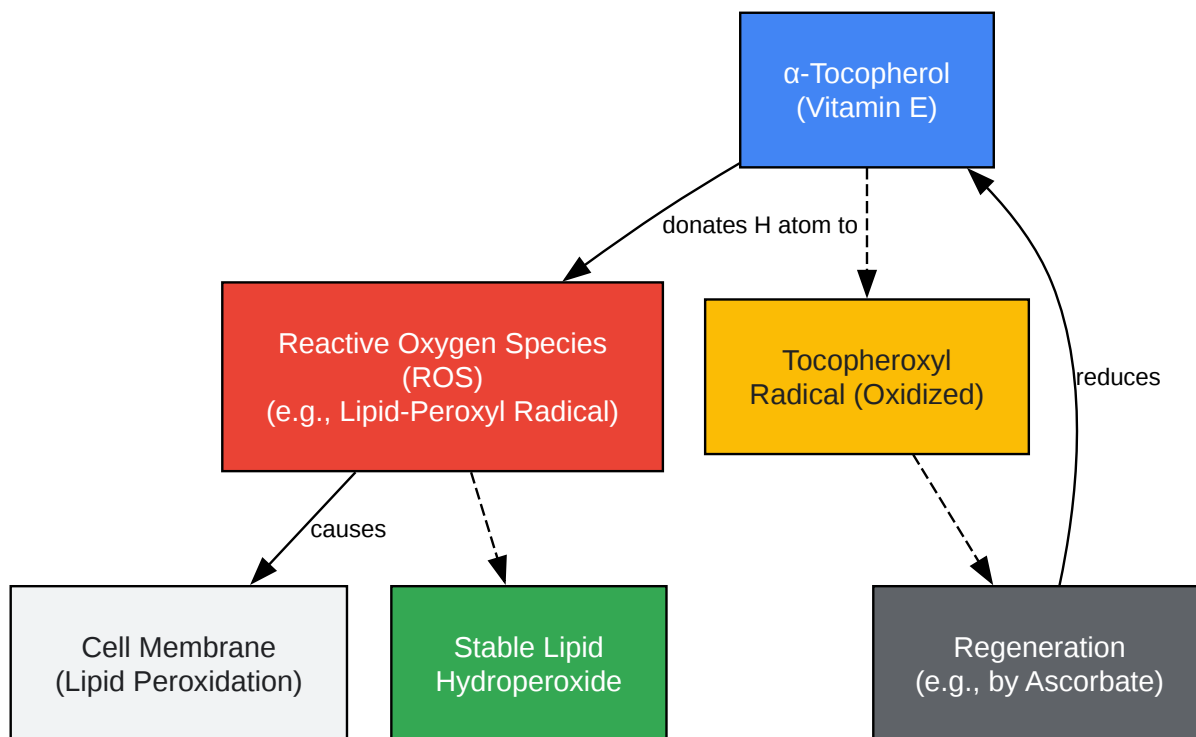 α-Tocopherol
(Vitamin E)
donates H atom to
Reactive Oxygen Species
(ROS)
(e.g., Lipid-Peroxyl Radical)
Tocopheroxyl
Radical (Oxidized)
reduces
causes
Cell Membrane
(Lipid Peroxidation)
Stable Lipid
Hydroperoxide
Regeneration
(e.g., by Ascorbate)